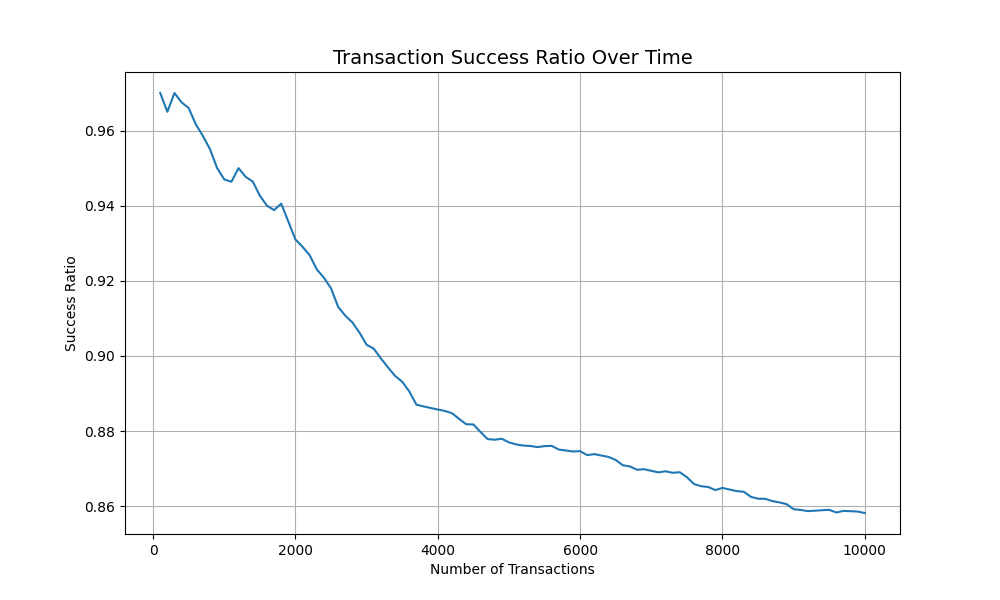 Transaction Success Ratio Over Time
Success Ratio
0.96
0.94
0.92
0.90
0.88
0.86
0 2000 4000 6000 8000 10000
Number of Transactions